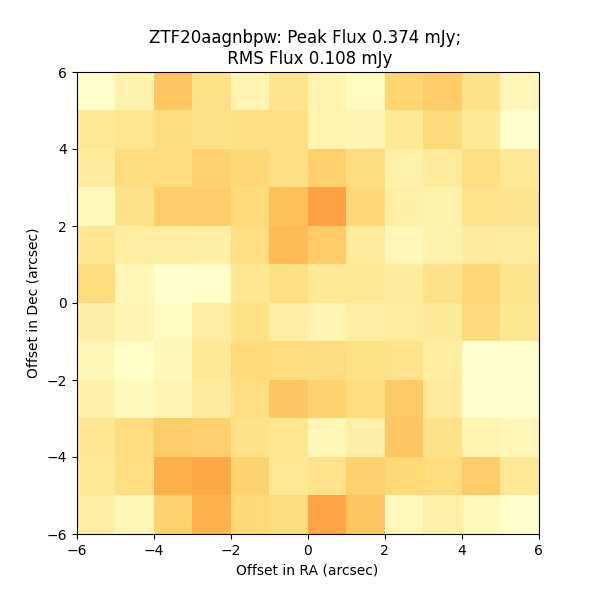 ZTF20aagnbpw: Peak Flux 0.374 mJy;
RMS Flux 0.108 mJy
6
4
2
0
−2
−4
−6
Offset in Dec (arcsec)
−6 −4 −2 0 2 4 6
Offset in RA (arcsec)